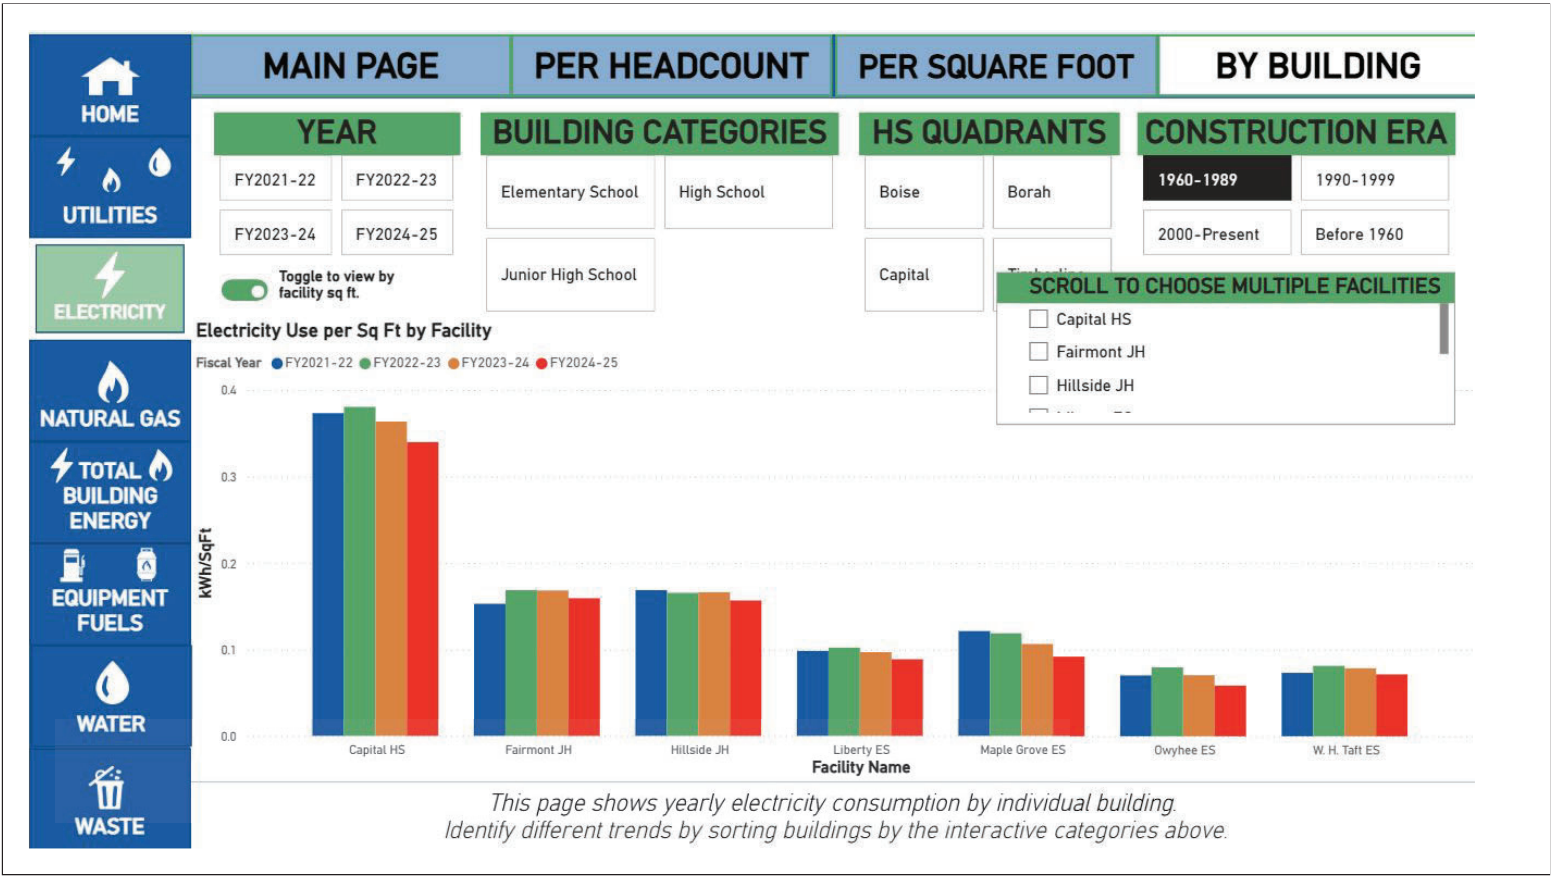 MAIN PAGE
PER HEADCOUNT
PER SQUARE FOOT
BY BUILDING
HOME
UTILITIES
ELECTRICITY
NATURAL GAS
TOTAL
BUILDING
ENERGY
EQUIPMENT
FUELS
WATER
WASTE
YEAR
FY2021-22
FY2022-23
FY2023-24
FY2024-25
Toggle to view by
facility sq ft.
BUILDING CATEGORIES
Elementary School
High School
Junior High School
HS QUADRANTS
Boise
Borah
Capital
CONSTRUCTION ERA
1960-1989
1990-1999
2000-Present
Before 1960
SCROLL TO CHOOSE MULTIPLE FACILITIES
Capital HS
Fairmont JH
Hillside JH
Electricity Use per Sq Ft by Facility
Fiscal Year FY2021-22 FY2022-23 FY2023-24 FY2024-25
kWh/SqFt
0.4
0.3
0.2
0.1
0.0
Capital HS
Fairmont JH
Hillside JH
Liberty ES
Maple Grove ES
Owyhee ES
W. H. Taft ES
Facility Name
This page shows yearly electricity consumption by individual building.
Identify different trends by sorting buildings by the interactive categories above.